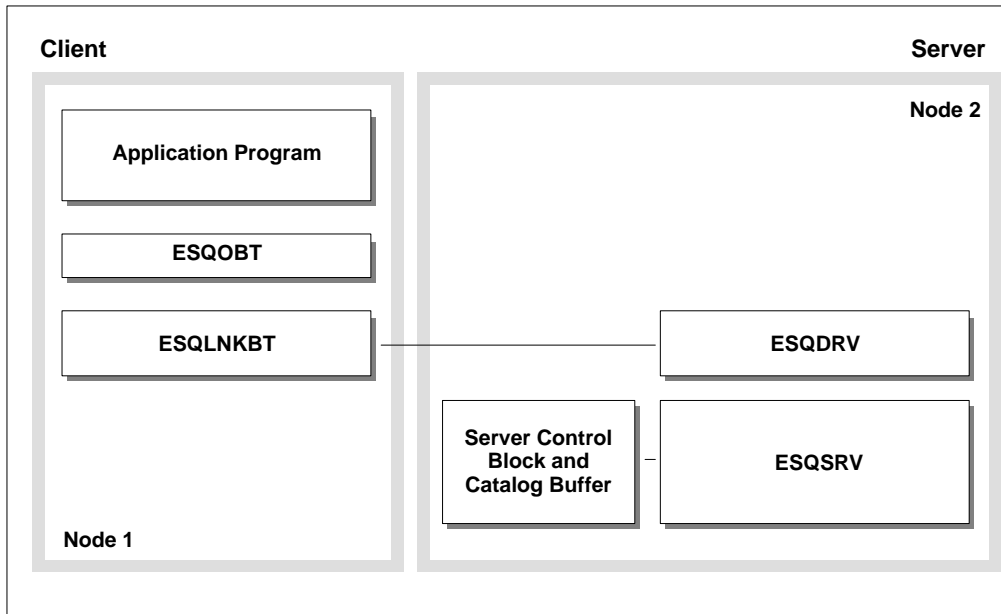 Client
Server
Node 2
Application Program
ESQOBT
ESQLNKBT
ESQDRV
Server Control
Block and
Catalog Buffer
ESQSRV
Node 1